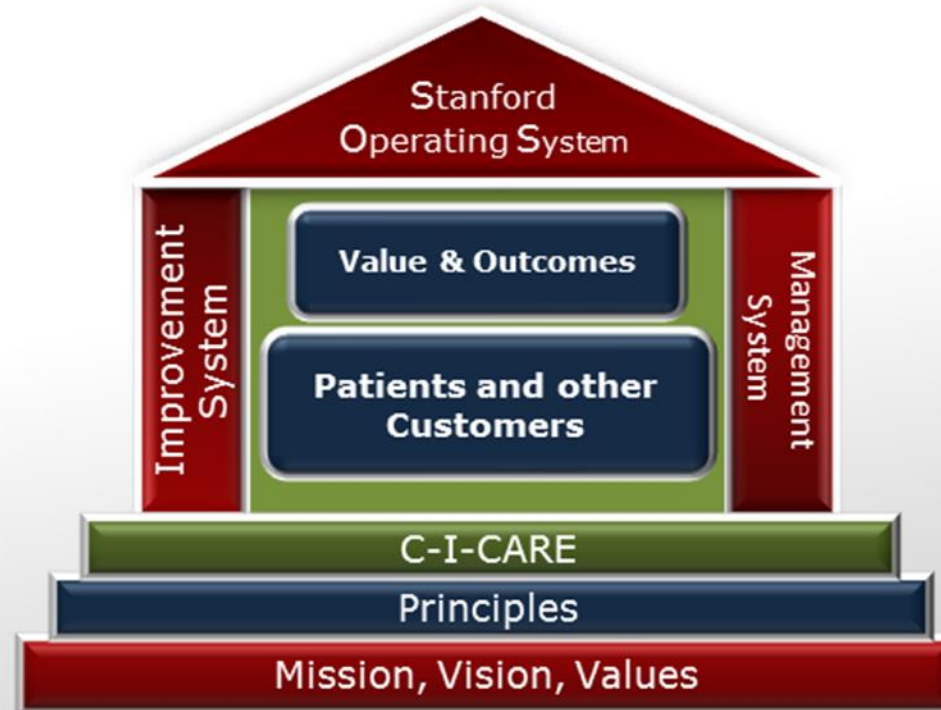 Stanford
Operating System
Improvement
System
Value & Outcomes
Patients and other
Customers
Management
System
C-I-CARE
Principles
Mission, Vision, Values